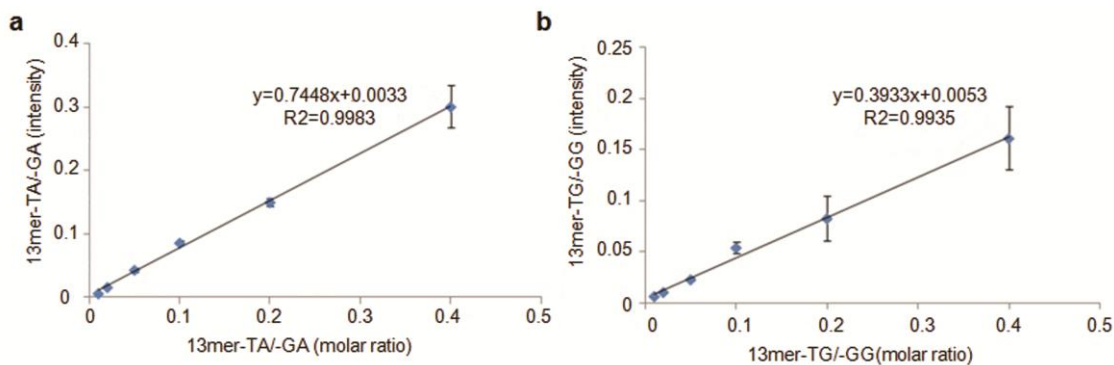 a
0.4
0.3
0.2
0.1
0
13mer-TA/-GA (intensity)
y=0.7448x+0.0033
R2=0.9983
0 0.1 0.2 0.3 0.4 0.5
13mer-TA/-GA (molar ratio)
b
0.25
0.2
0.15
0.1
0.05
0
13mer-TG/-GG (intensity)
y=0.3933x+0.0053
R2=0.9935
0 0.1 0.2 0.3 0.4 0.5
13mer-TG/-GG(molar ratio)